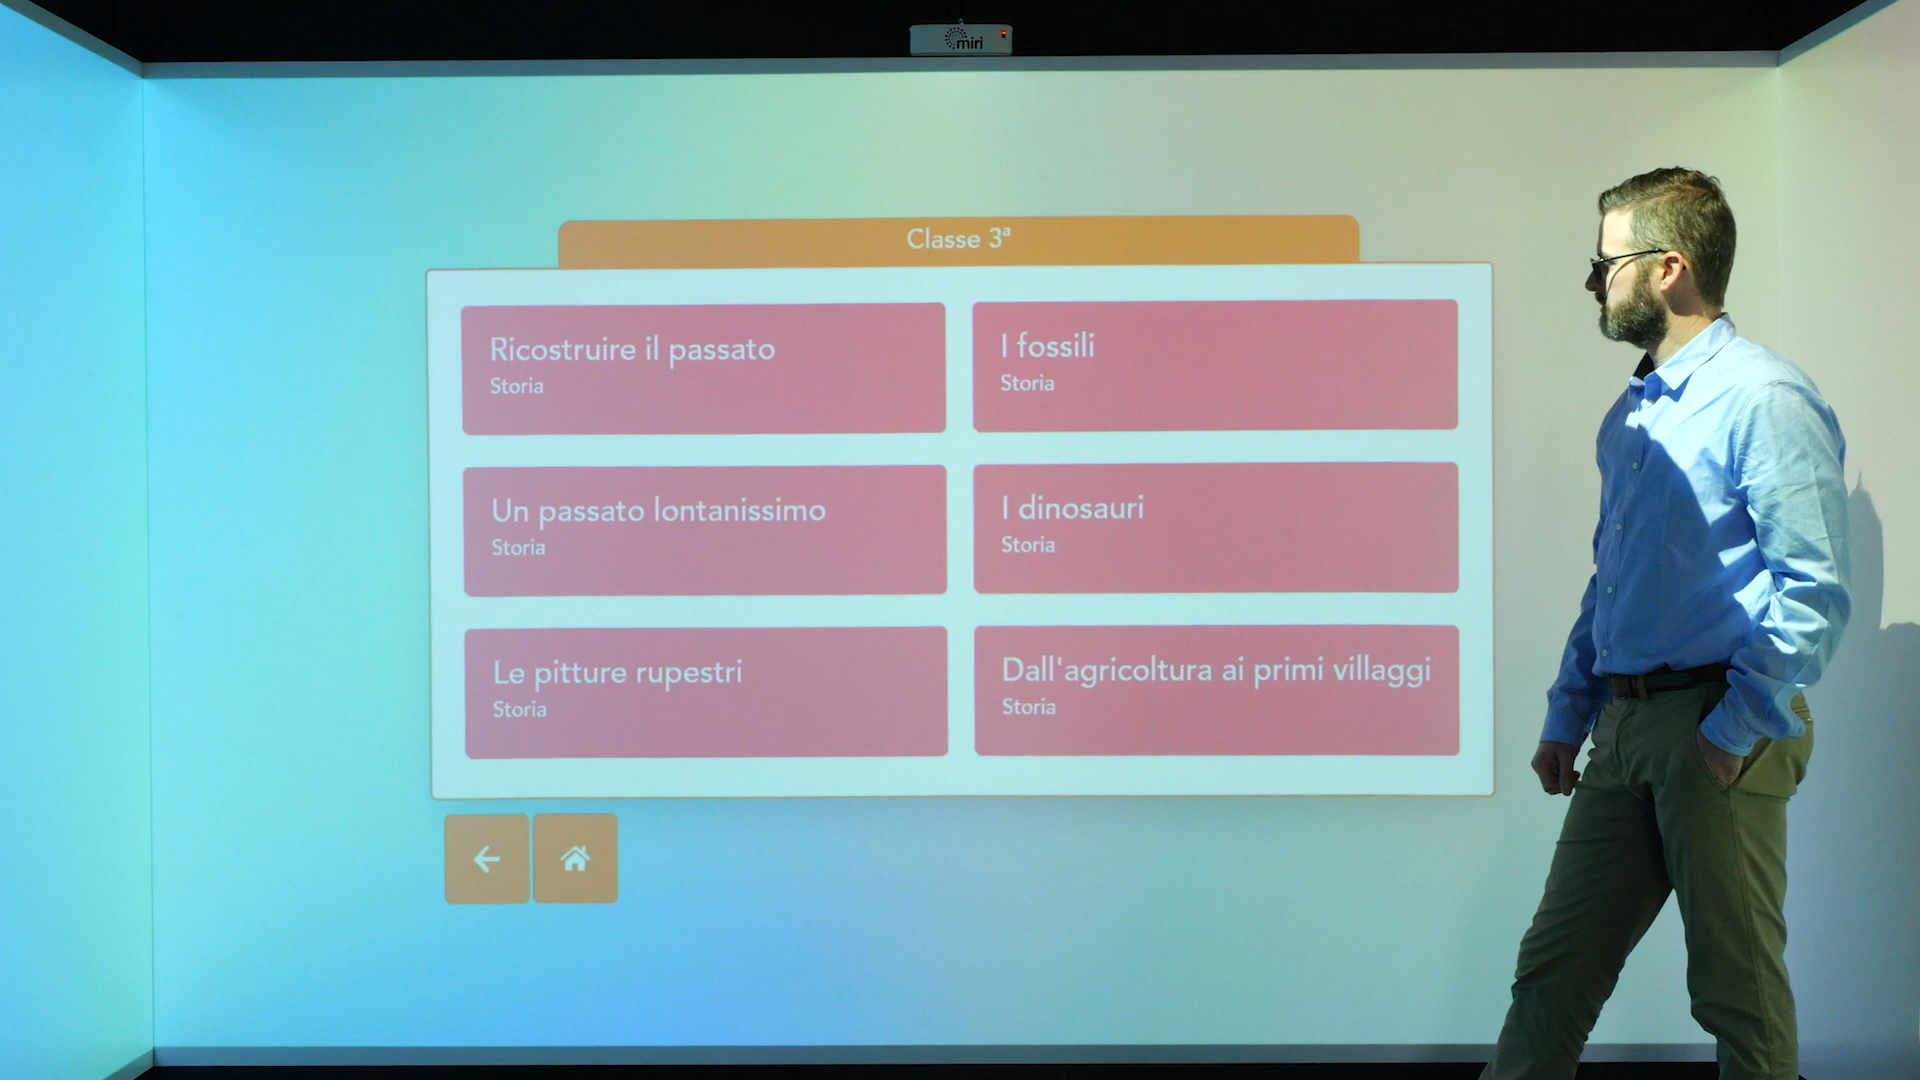 omiri
Classe 3ª
Ricostruire il passato
Storia
I fossili
Storia
Un passato lontanissimo
Storia
I dinosauri
Storia
Le pitture rupestri
Storia
Dall'agricoltura ai primi villaggi
Storia